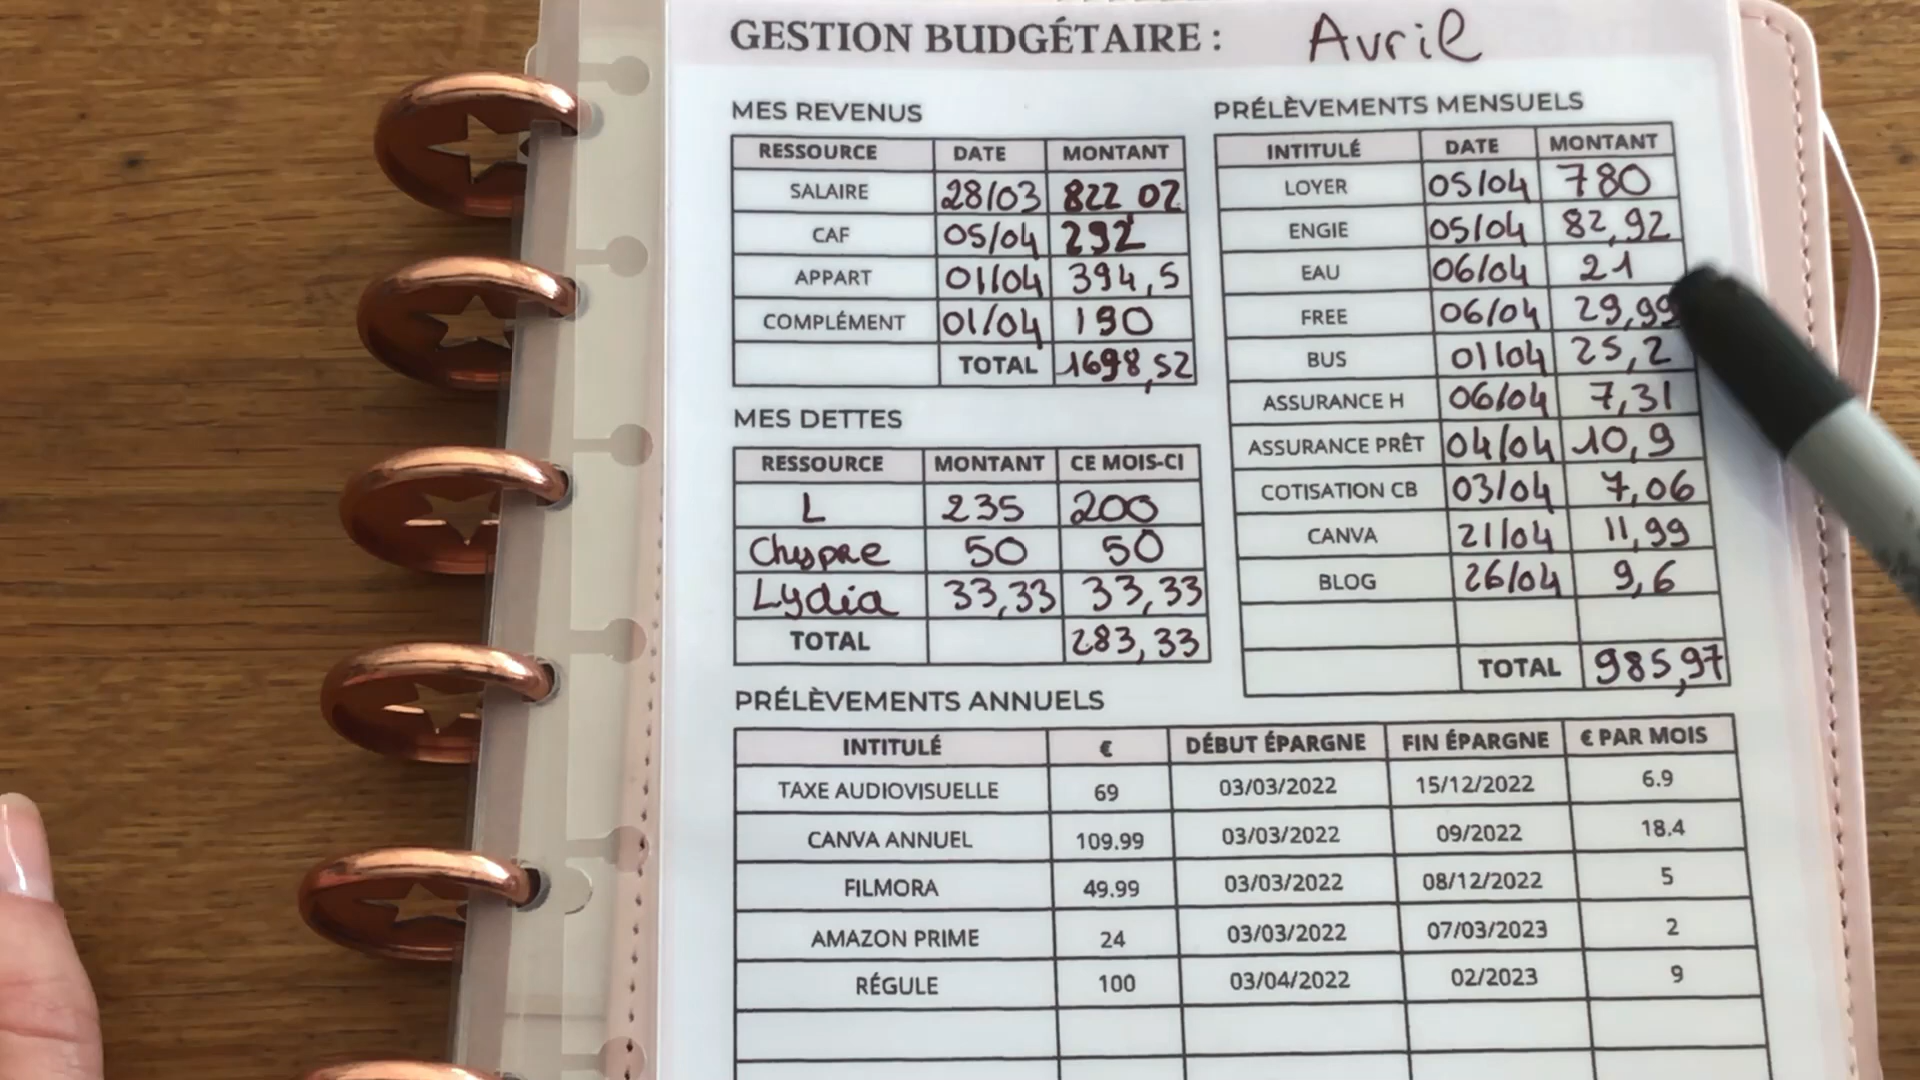 GESTION BUDGÉTAIRE : Avril
MES REVENUS
RESSOURCE DATE MONTANT
SALAIRE 28/03 822,02
CAF 05/04 292
APPART 01/04 394,5
COMPLÉMENT 01/04 190
TOTAL 1698,52
MES DETTES
RESSOURCE MONTANT CE MOIS-CI
L 235 200
Chypre 50 50
Lydia 33,33 33,33
TOTAL 283,33
PRÉLÈVEMENTS MENSUELS
INTITULÉ DATE MONTANT
LOYER 05/04 780
ENGIE 05/04 82,92
EAU 06/04 21
FREE 06/04 29,99
BUS 01/04 25,2
ASSURANCE H 06/04 7,31
ASSURANCE PRÊT 04/04 10,9
COTISATION CB 03/04 7,06
CANVA 21/04 11,99
BLOG 26/04 9,6
TOTAL 985,97
PRÉLÈVEMENTS ANNUELS
INTITULÉ € DÉBUT ÉPARGNE FIN ÉPARGNE € PAR MOIS
TAXE AUDIOVISUELLE 69 03/03/2022 15/12/2022 6.9
CANVA ANNUEL 109.99 03/03/2022 09/2022 18.4
FILMORA 49.99 03/03/2022 08/12/2022 5
AMAZON PRIME 24 03/03/2022 07/03/2023 2
RÉGULE 100 03/04/2022 02/2023 9